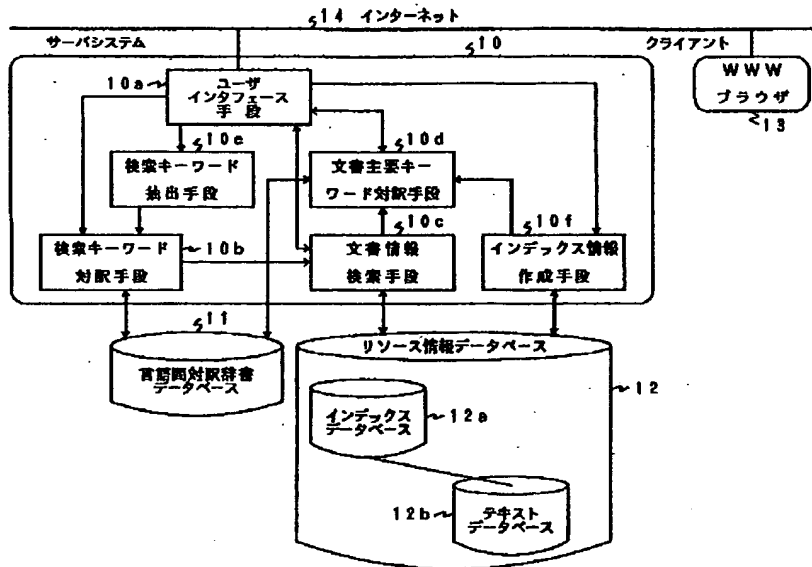 14 インターネット
サーバシステム
10
クライアント
10a
ユーザ
インタフェース
手段
WWW
ブラウザ
13
10e
検索キーワード
抽出手段
10d
文書主要キー
ワード対訳手段
10b
検索キーワード
対訳手段
10c
文書情報
検索手段
10f
インデックス情報
作成手段
11
言語間対訳辞書
データベース
リソース情報データベース
12
インデックス
データベース
12a
12b
テキスト
データベース